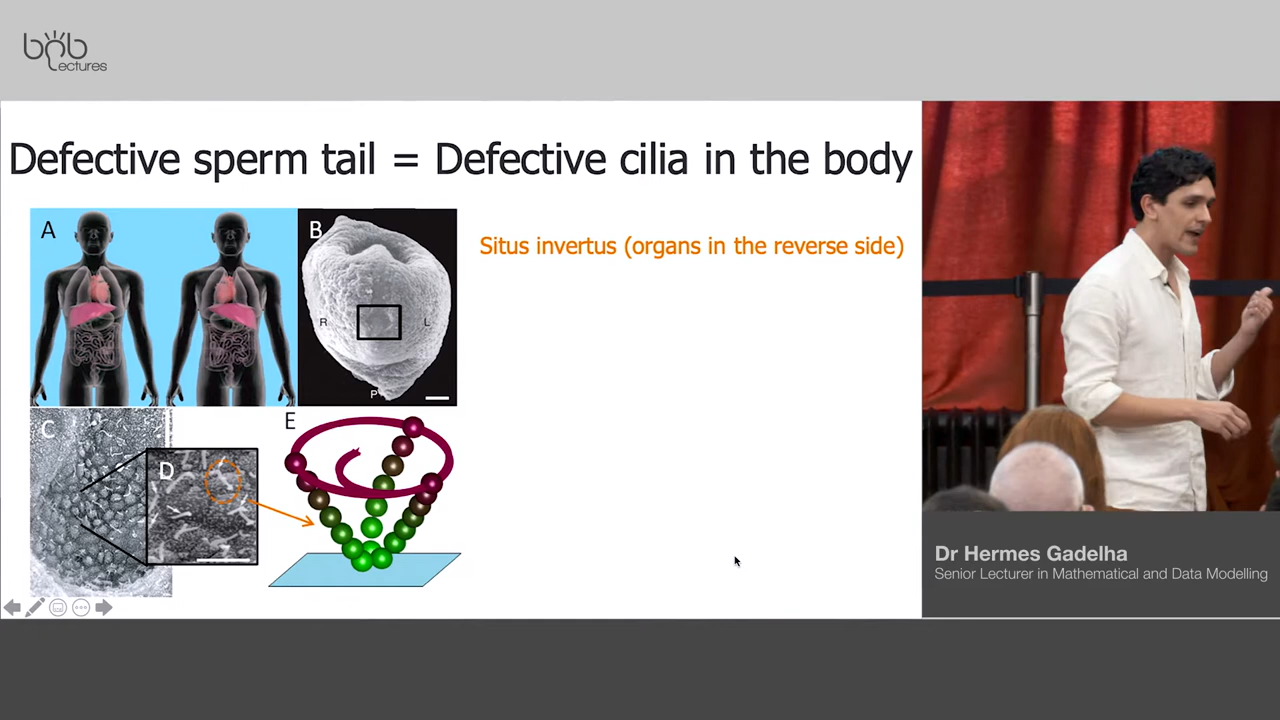 bnb
Lectures
Defective sperm tail = Defective cilia in the body
A
B
Situs invertus (organs in the reverse side)
R
L
P
C
D
E
Dr Hermes Gadelha
Senior Lecturer in Mathematical and Data Modelling